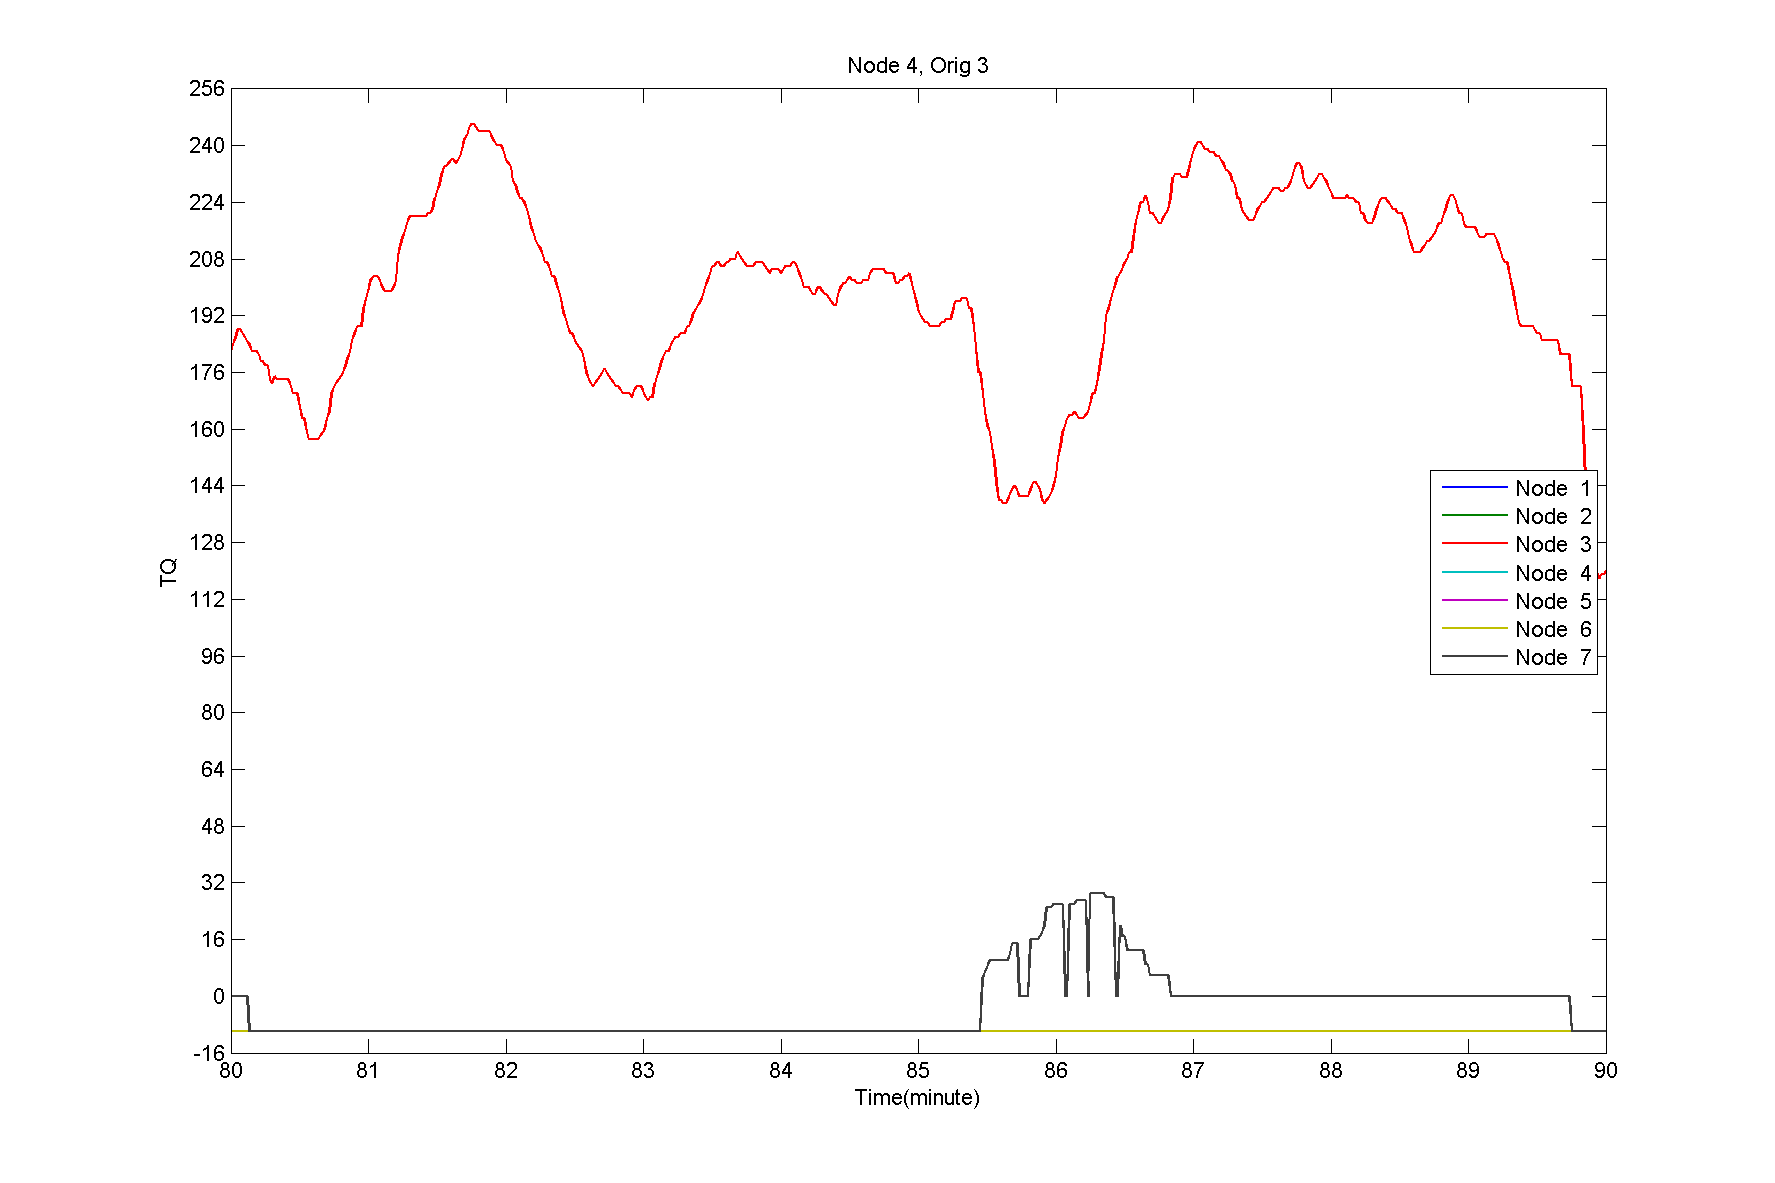 Node 4, Orig 3
256
240
224
208
192
176
160
144
128
112
96
80
64
48
32
16
0
-16
TQ
Node 1
Node 2
Node 3
Node 4
Node 5
Node 6
Node 7
80 81 82 83 84 85 86 87 88 89 90
Time(minute)